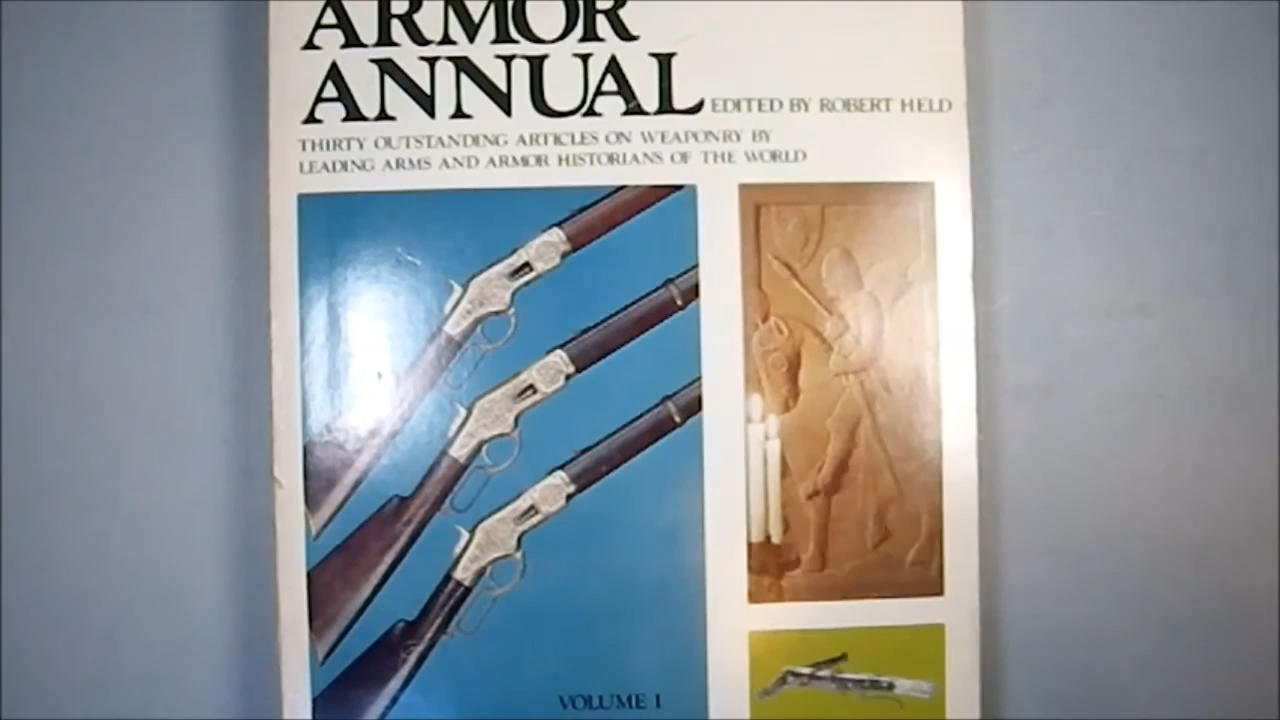 ARMOR
ANNUAL
EDITED BY ROBERT HELD
THIRTY OUTSTANDING ARTICLES ON WEAPONRY BY
LEADING ARMS AND ARMOR HISTORIANS OF THE WORLD
VOLUME I